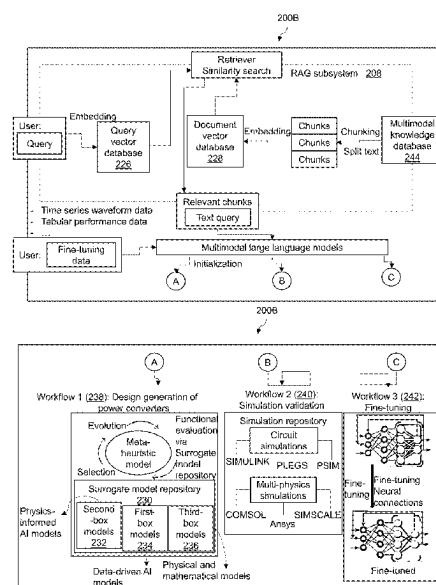 200B
Retriever
Similarity search
RAG subsystem 208
User:
Query
Embedding
Query
vector
database
226
Document
vector
database
228
Embedding
Chunks
Chunks
Chunks
Chunking
Split text
Multimodal
knowledge
database
244
Relevant chunks
Text query
Time series waveform data
Tabular performance data
User:
Fine-tuning
data
Multimodal large language models
Initialization
A
B
C
200B
A
B
C
Workflow 1 (238): Design generation of
power converters
Evolution
Meta-
heuristic
model
Selection
Functional
evaluation
via
Surrogate
model
repository
Surrogate model repository
230
Second
-box
models
232
First-
box
models
234
Third-
box
models
236
Physics-
informed
AI models
Data-driven AI
models
Physical and
mathematical models
Workflow 2 (240):
Simulation validation
Simulation repository
Circuit
simulations
SIMULINK
PLEGS
PSIM
Multi-physics
simulations
COMSOL
Ansys
SIMSCALE
Workflow 3 (242):
Fine-tuning
Fine-
tuning
Fine-tuning
Neural
connections
Fine-tuned